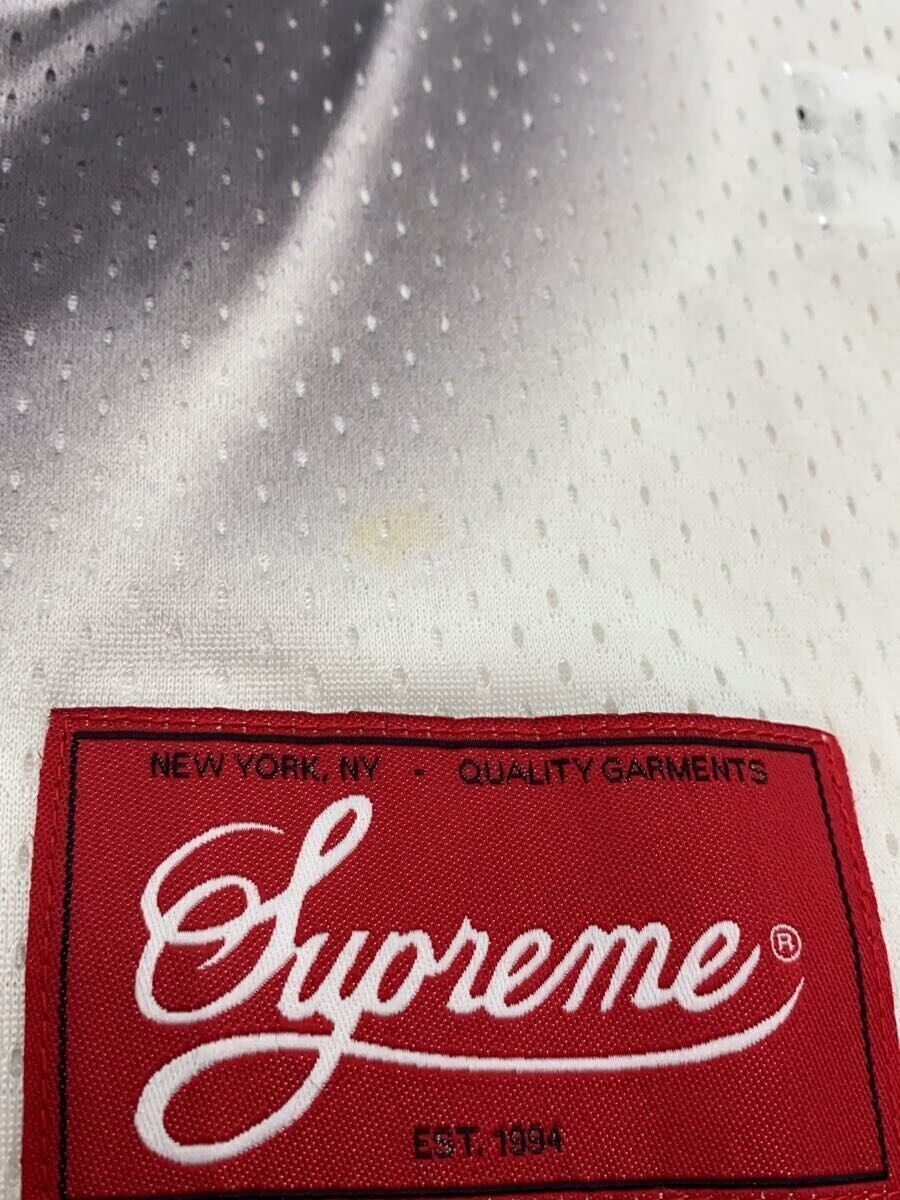 NEW YORK, NY - QUALITY GARMENTS
Supreme®
EST. 1994